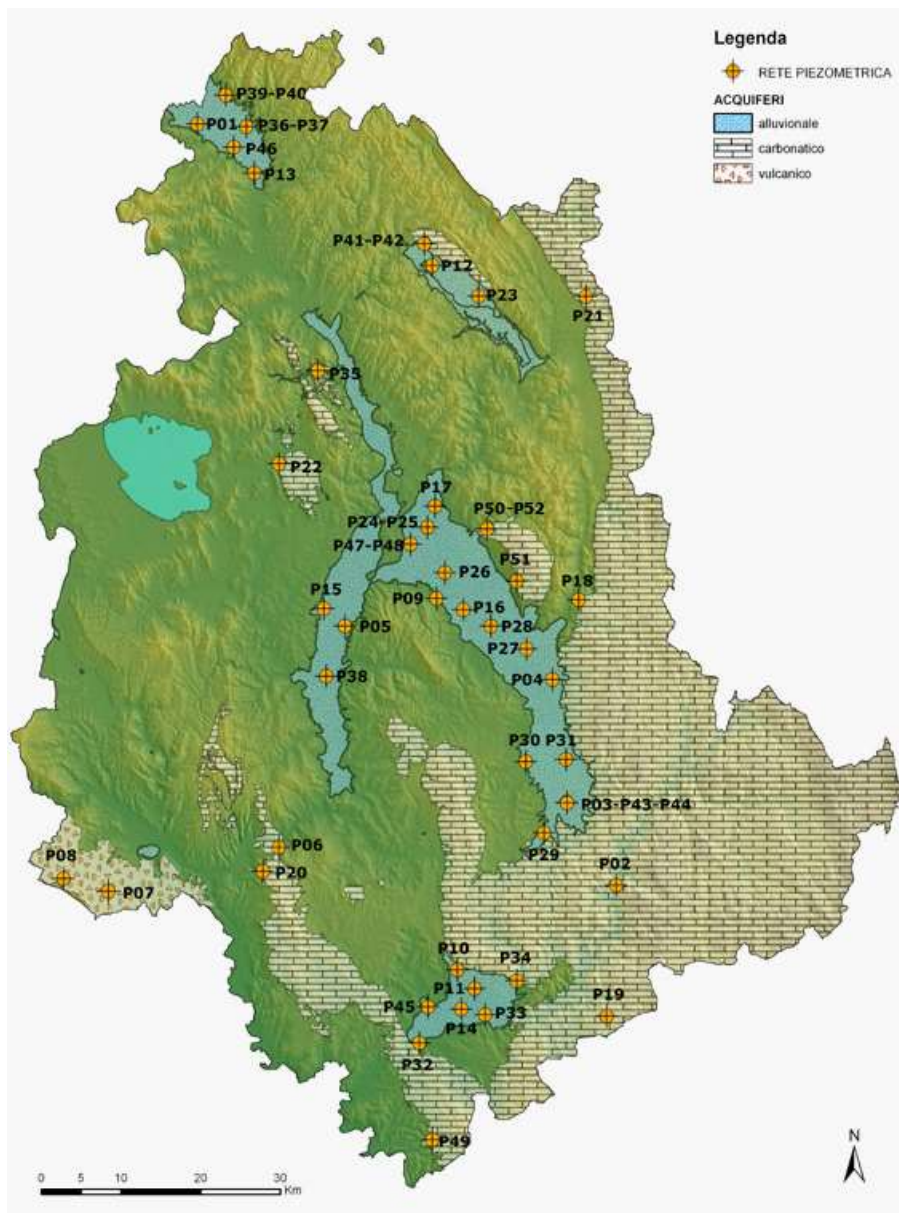 Legenda
RETE PIEZOMETRICA
ACQUIFERI
alluvionale
carbonatico
vulcanico
P39-P40
P01
P36-P37
P46
P13
P41-P42
P12
P23
P21
P35
P22
P17
P24-P25
P50-P52
P47-P48
P51
P26
P18
P15
P09
P16
P05
P28
P27
P38
P04
P30 P31
P03-P43-P44
P29
P06
P08
P20
P02
P07
P10
P34
P11
P45
P14
P33
P19
P32
P49
N
0 5 10 20 30
Km